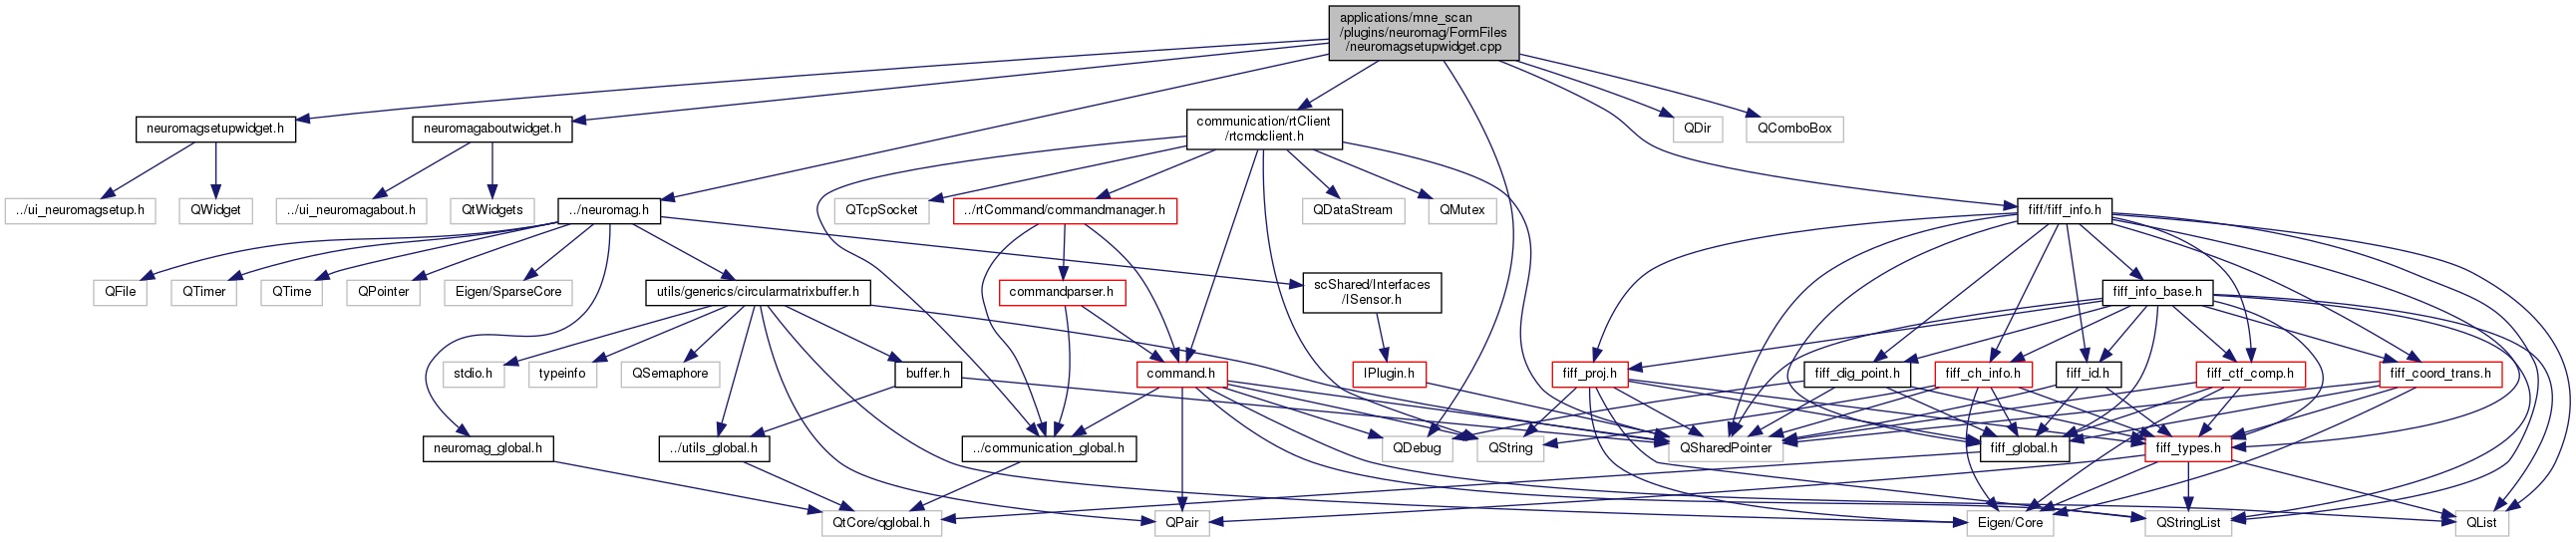 applications/mne_scan
/plugins/neuromag/FormFiles
/neuromagsetupwidget.cpp
neuromagsetupwidget.h
neuromagaboutwidget.h
communication/rtClient
/rtcmdclient.h
QDir
QComboBox
../ui_neuromagsetup.h
QWidget
../ui_neuromagabout.h
QtWidgets
../neuromag.h
QTcpSocket
../rtCommand/commandmanager.h
QDataStream
QMutex
fiff/fiff_info.h
QFile
QTimer
QTime
QPointer
Eigen/SparseCore
utils/generics/circularmatrixbuffer.h
scShared/Interfaces
/ISensor.h
commandparser.h
fiff_info_base.h
stdio.h
typeinfo
QSemaphore
buffer.h
command.h
IPlugin.h
fiff_proj.h
fiff_dig_point.h
fiff_ch_info.h
fiff_id.h
fiff_ctf_comp.h
fiff_coord_trans.h
neuromag_global.h
../utils_global.h
../communication_global.h
QDebug
QString
QSharedPointer
fiff_global.h
fiff_types.h
QtCore/qglobal.h
QPair
Eigen/Core
QStringList
QList